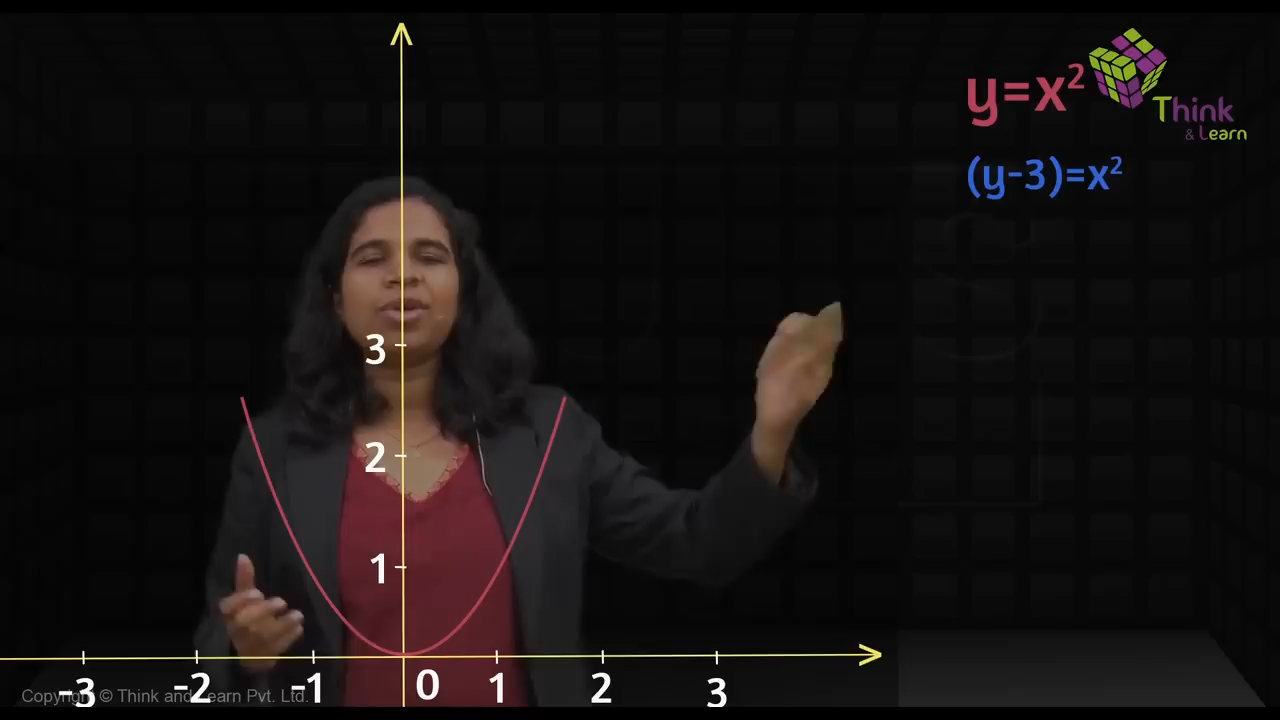 y=x²
Think
& Learn
(y-3)=x²
3
2
1
-3 -2 -1 0 1 2 3
Copyright © Think and Learn Pvt. Ltd.